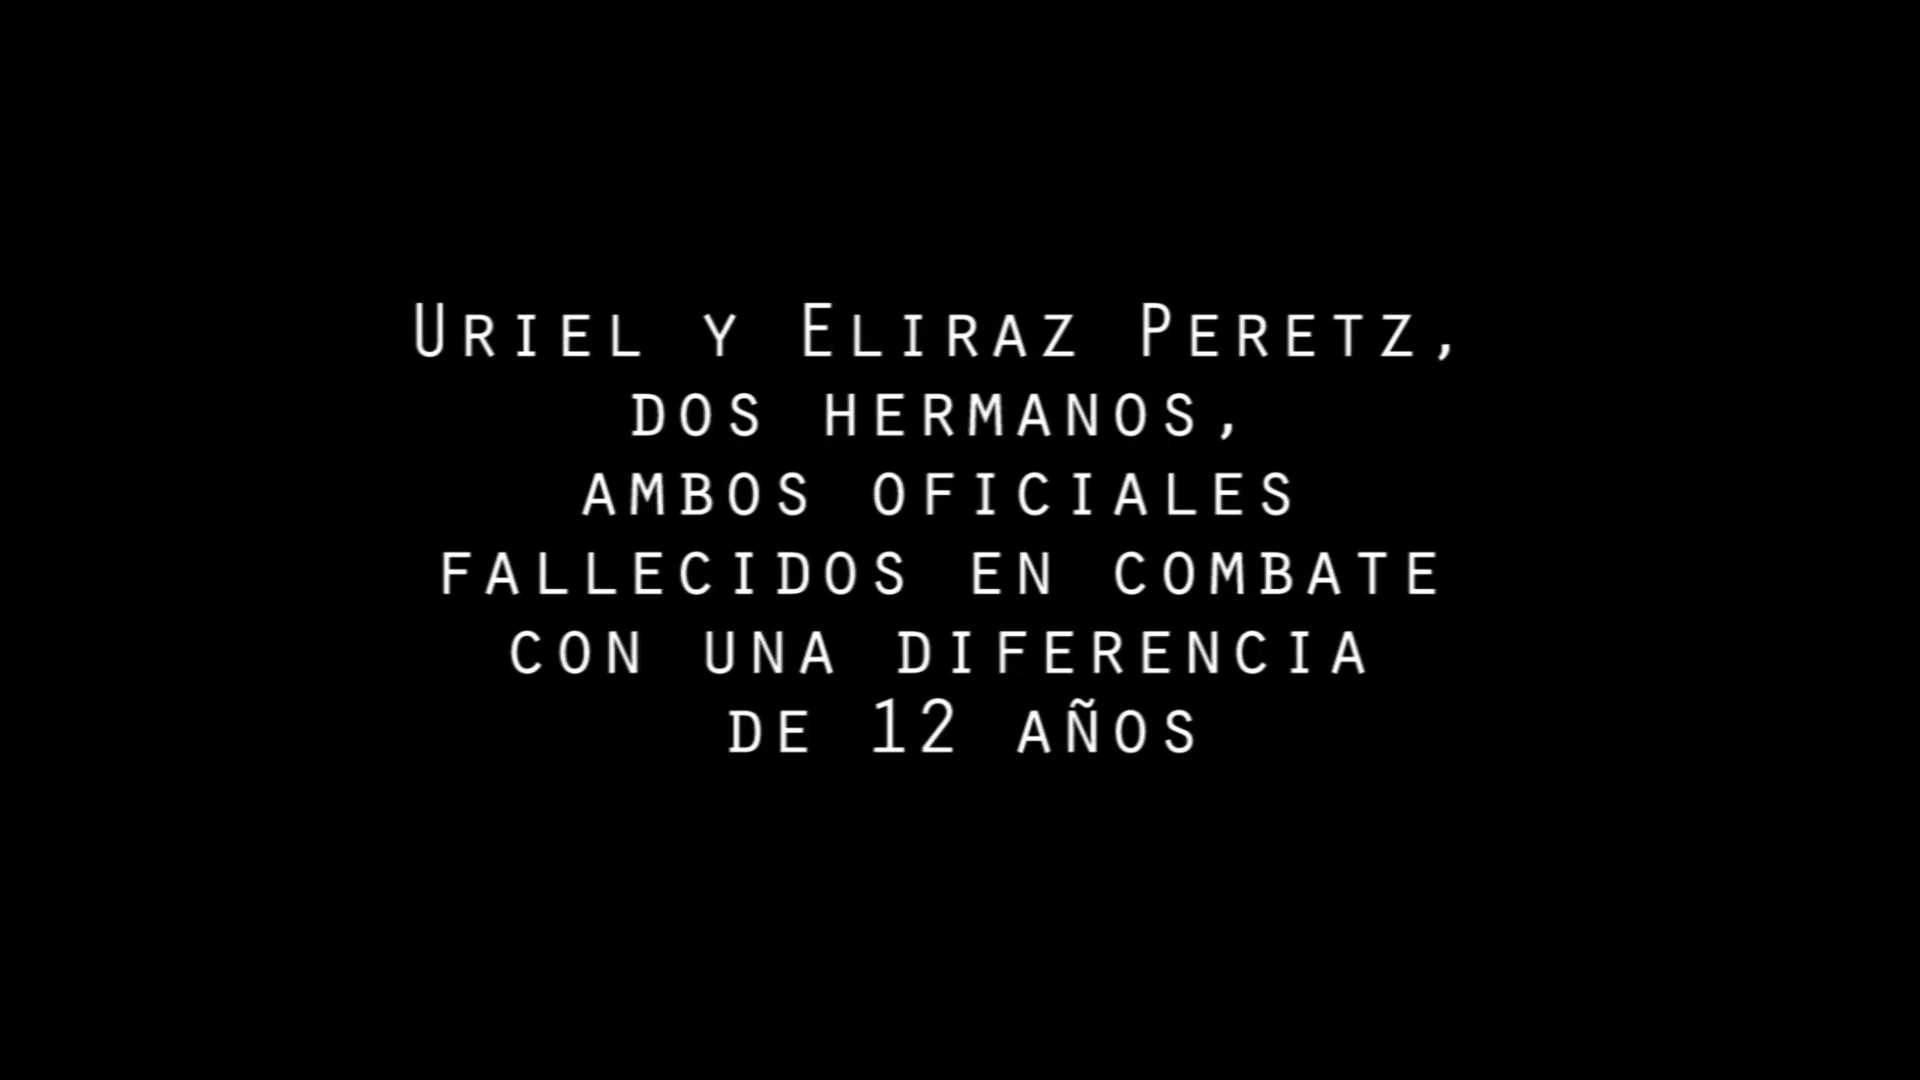 Uriel y Eliraz Peretz,
dos hermanos,
ambos oficiales
fallecidos en combate
con una diferencia
de 12 años